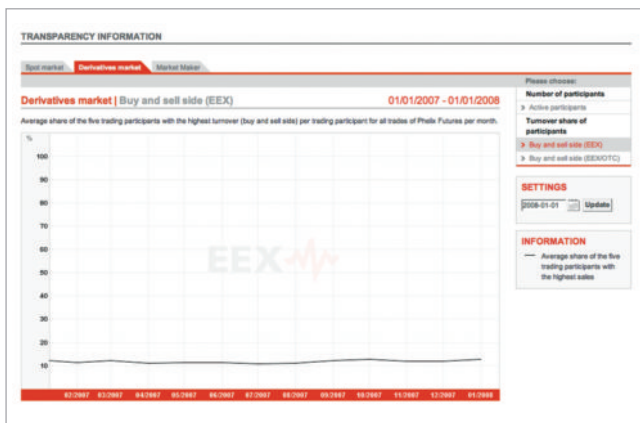 TRANSPARENCY INFORMATION
Spot market Derivatives market Market Maker
Please choose:
Number of participants
> Active participants
Turnover share of
participants
> Buy and sell side (EEX)
> Buy and sell side (EEX/OTC)
Derivatives market | Buy and sell side (EEX) 01/01/2007 - 01/01/2008
Average share of the five trading participants with the highest turnover (buy and sell side) per trading participant for all trades of Phelix Futures per month.
%
100
90
80
70
60
50
40
30
20
10
EEX
02/2007 03/2007 04/2007 05/2007 06/2007 07/2007 08/2007 09/2007 10/2007 11/2007 12/2007 01/2008
SETTINGS
2008-01-01 Update
INFORMATION
Average share of the five
trading participants with
the highest sales